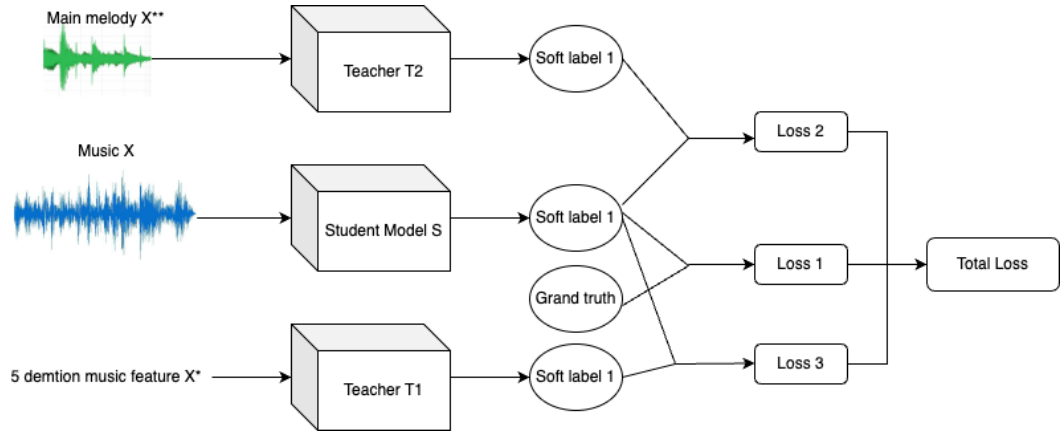 Main melody X**
Teacher T2
Soft label 1
Loss 2
Music X
Student Model S
Soft label 1
Loss 1
Total Loss
Grand truth
5 demtion music feature X*
Teacher T1
Soft label 1
Loss 3